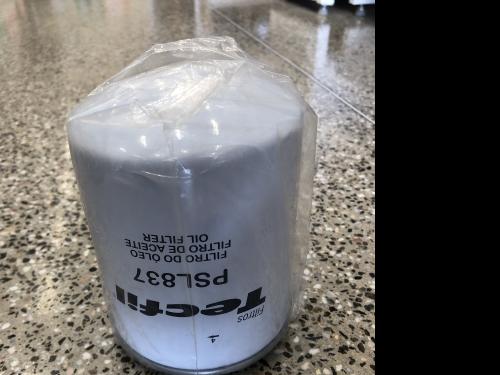 Filtros
Tecfil
PSL837
FILTRO DO ÓLEO
FILTRO DE ACEITE
OIL FILTER